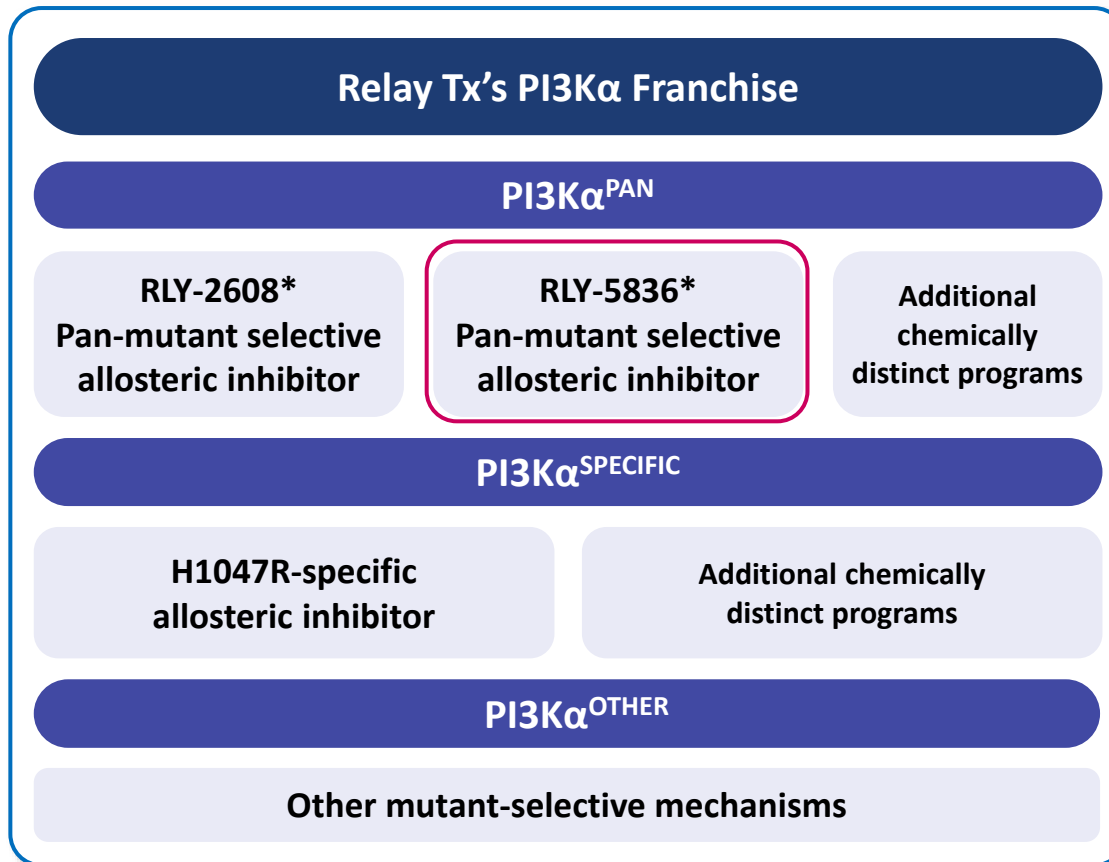 Relay Tx’s PI3Kα Franchise
PI3Kα^PAN
RLY-2608*
Pan-mutant selective
allosteric inhibitor
RLY-5836*
Pan-mutant selective
allosteric inhibitor
Additional
chemically
distinct programs
PI3Kα^SPECIFIC
H1047R-specific
allosteric inhibitor
Additional chemically
distinct programs
PI3Kα^OTHER
Other mutant-selective mechanisms